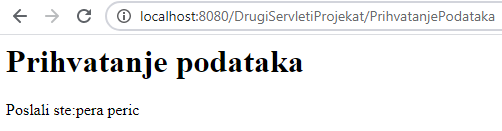 localhost:8080/DrugiServletiProjekat/PrihvatanjePodataka
Prihvatanje podataka
Poslali ste:pera peric